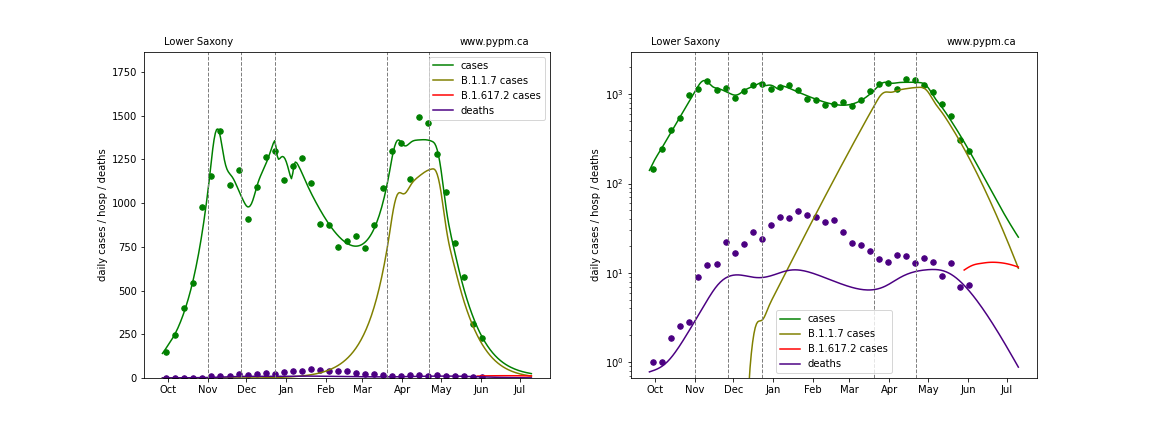 Lower Saxony www.pypm.ca
daily cases / hosp / deaths
1750
1500
1250
1000
750
500
250
0
cases
B.1.1.7 cases
B.1.617.2 cases
deaths
Oct Nov Dec Jan Feb Mar Apr May Jun Jul
Lower Saxony www.pypm.ca
daily cases / hosp / deaths
10³
10²
10¹
10⁰
cases
B.1.1.7 cases
B.1.617.2 cases
deaths
Oct Nov Dec Jan Feb Mar Apr May Jun Jul